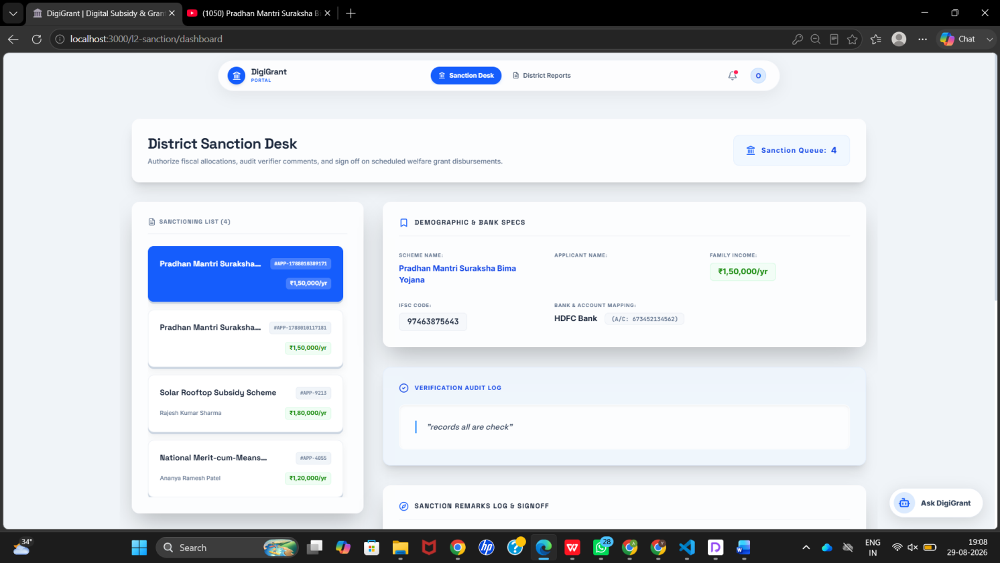 DigiGrant | Digital Subsidy & Grant
(1050) Pradhan Mantri Suraksha B
localhost:3000/l2-sanction/dashboard
Chat
DigiGrant
PORTAL
Sanction Desk
District Reports
O
District Sanction Desk
Authorize fiscal allocations, audit verifier comments, and sign off on scheduled welfare grant disbursements.
Sanction Queue: 4
SANCTIONING LIST (4)
Pradhan Mantri Suraksha...
#APP-1788010389171
₹1,50,000/yr
Pradhan Mantri Suraksha...
#APP-1788010117181
₹1,50,000/yr
Solar Rooftop Subsidy Scheme
#APP-9213
Rajesh Kumar Sharma
₹1,80,000/yr
National Merit-cum-Means...
#APP-4055
Ananya Ramesh Patel
₹1,20,000/yr
DEMOGRAPHIC & BANK SPECS
SCHEME NAME:
Pradhan Mantri Suraksha Bima
Yojana
APPLICANT NAME:
FAMILY INCOME:
₹1,50,000/yr
IFSC CODE:
97463875643
BANK & ACCOUNT MAPPING:
HDFC Bank (A/C: 673452134562)
VERIFICATION AUDIT LOG
"records all are check"
SANCTION REMARKS LOG & SIGNOFF
Ask DigiGrant
34°
Search
28
ENG
IN
19:08
29-08-2026